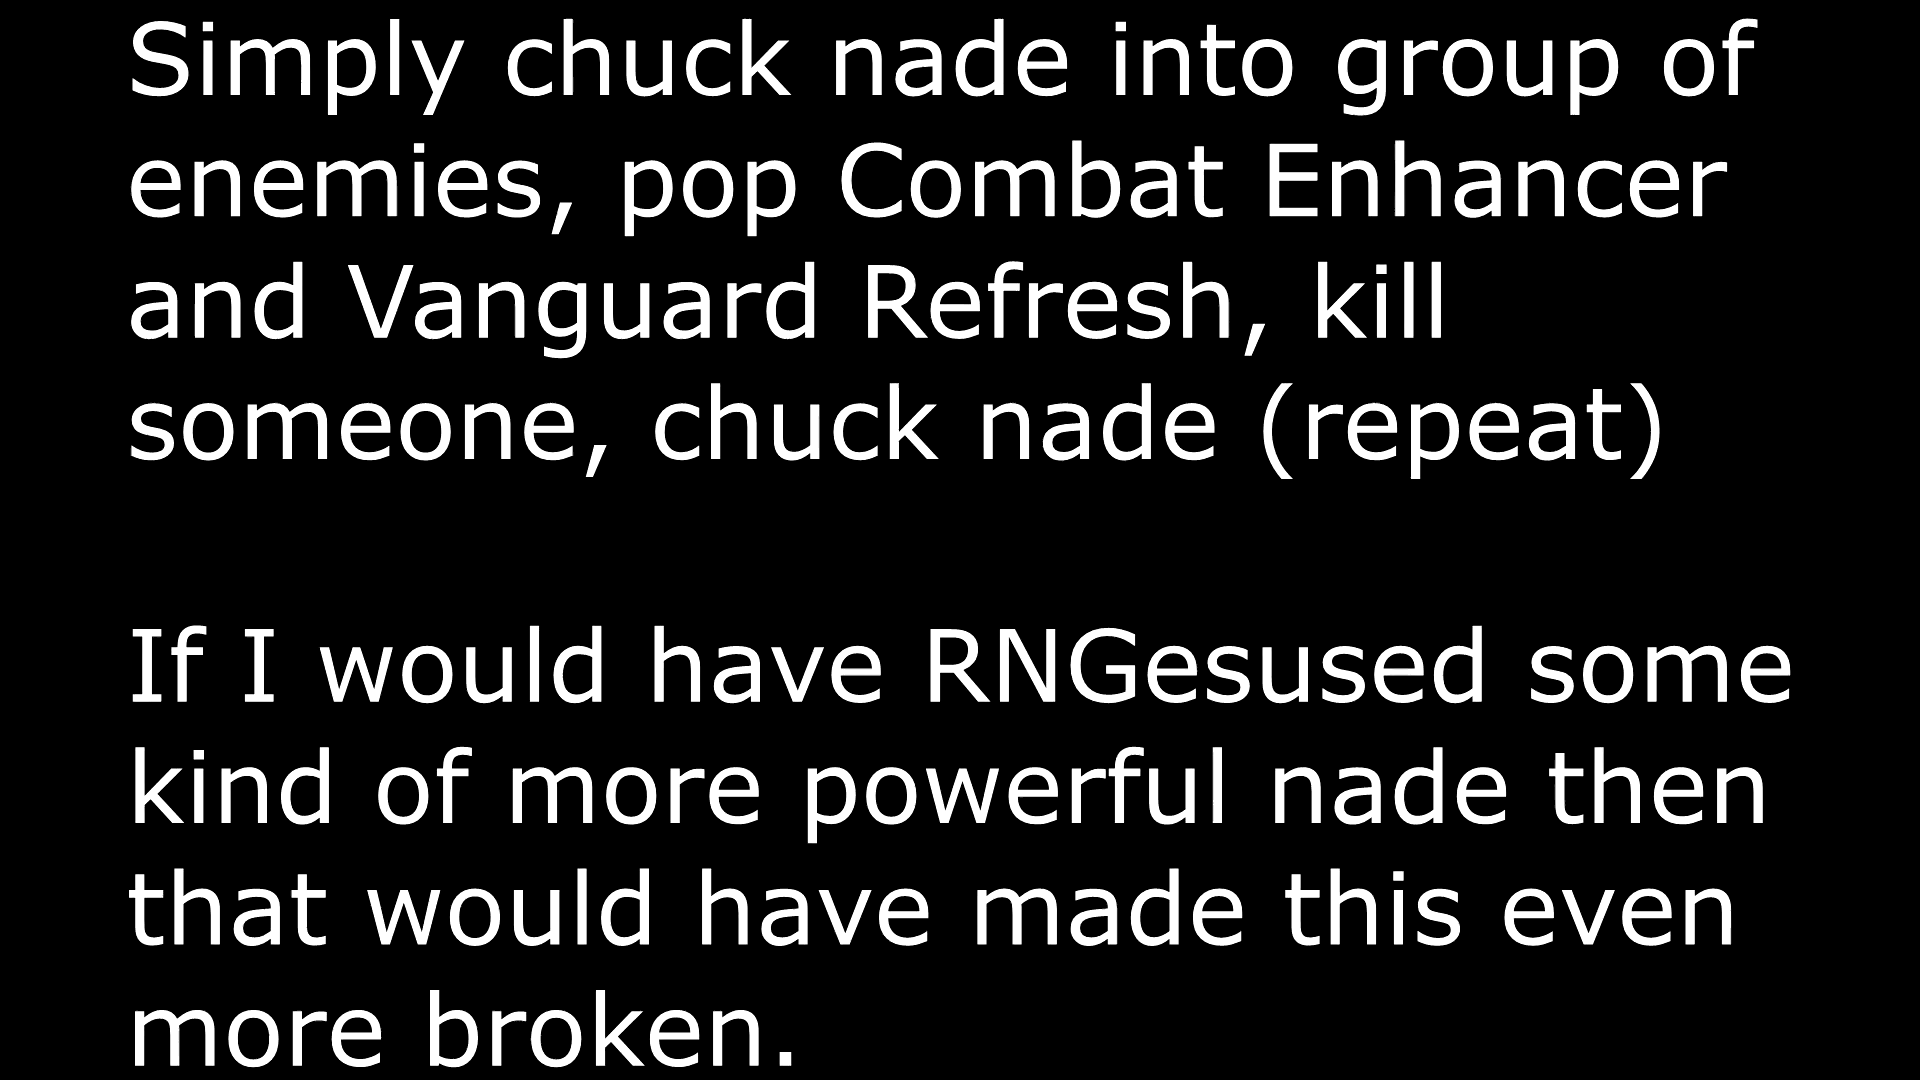 Simply chuck nade into group of
enemies, pop Combat Enhancer
and Vanguard Refresh, kill
someone, chuck nade (repeat)
If I would have RNGesused some
kind of more powerful nade then
that would have made this even
more broken.